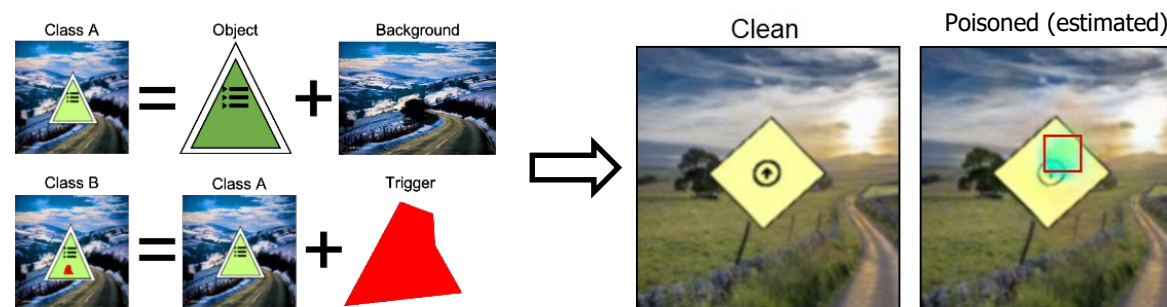 Class A
Object
Background
Class B
Class A
Trigger
Clean
Poisoned (estimated)